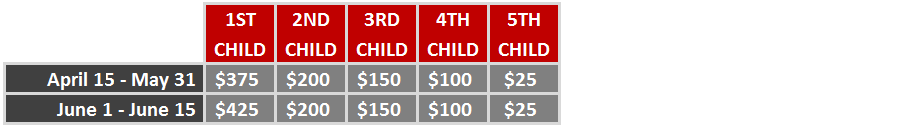 1ST 2ND 3RD 4TH 5TH
CHILD CHILD CHILD CHILD CHILD
April 15 - May 31 $375 $200 $150 $100 $25
June 1 - June 15 $425 $200 $150 $100 $25